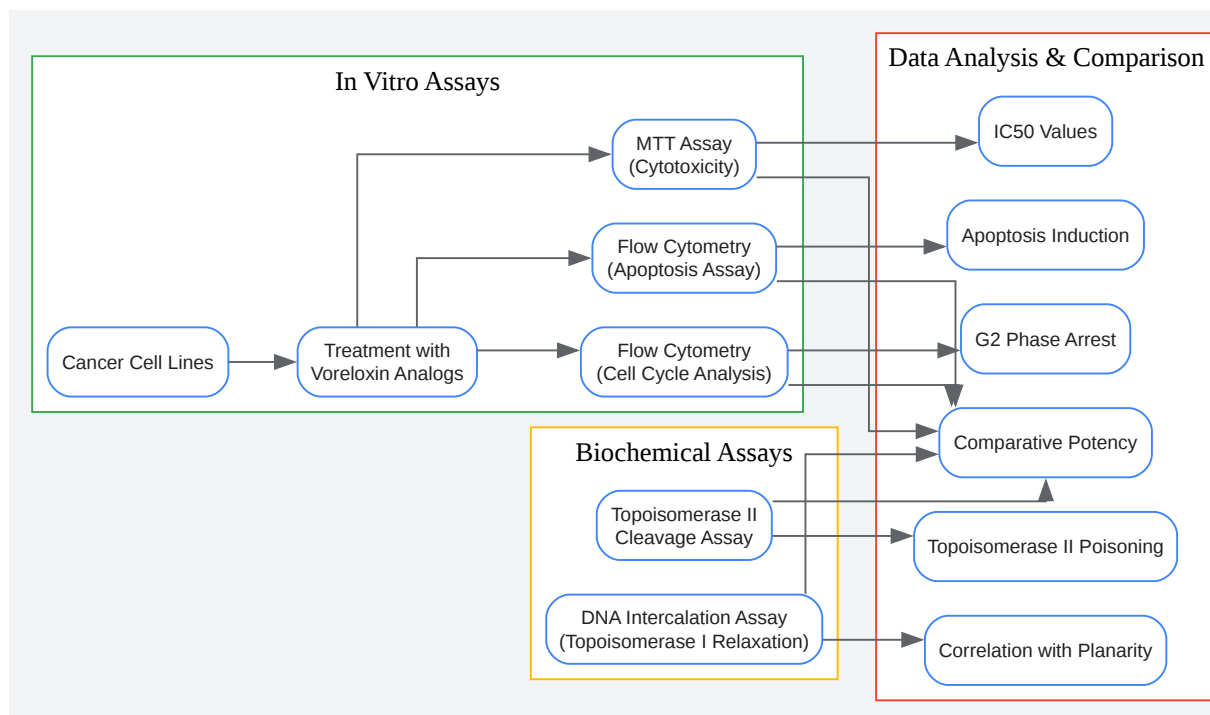 In Vitro Assays
Cancer Cell Lines
Treatment with
Voreloxin Analogs
MTT Assay
(Cytotoxicity)
Flow Cytometry
(Apoptosis Assay)
Flow Cytometry
(Cell Cycle Analysis)
Biochemical Assays
Topoisomerase II
Cleavage Assay
DNA Intercalation Assay
(Topoisomerase I Relaxation)
Data Analysis & Comparison
IC50 Values
Apoptosis Induction
G2 Phase Arrest
Comparative Potency
Topoisomerase II Poisoning
Correlation with Planarity